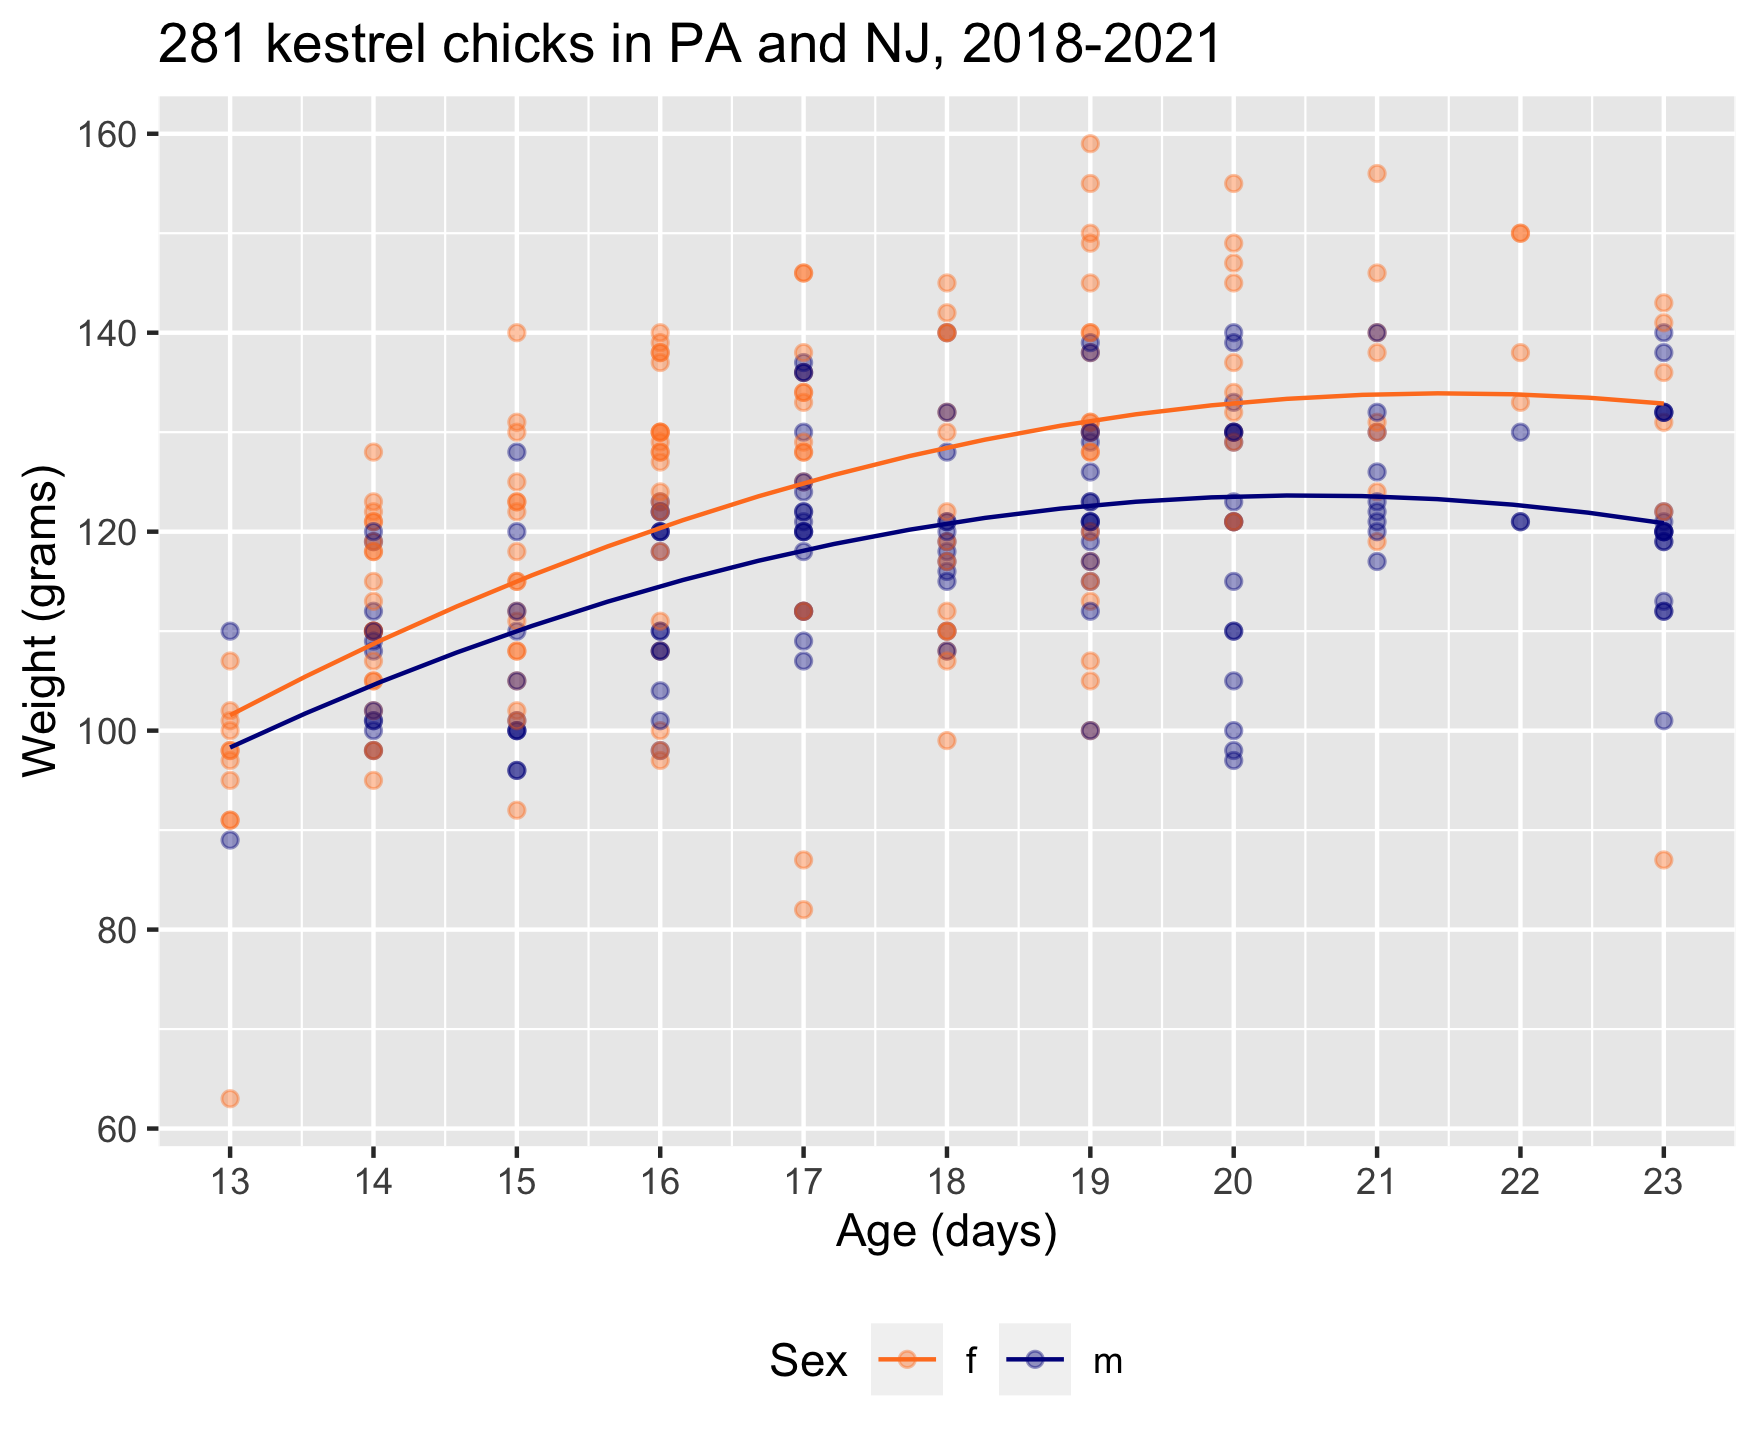 281 kestrel chicks in PA and NJ, 2018-2021
Weight (grams)
160
140
120
100
80
60
13 14 15 16 17 18 19 20 21 22 23
Age (days)
Sex f m